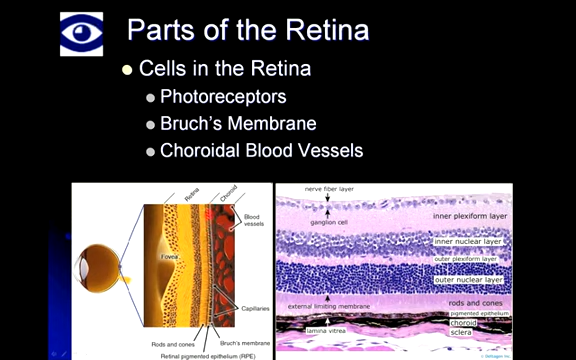 Parts of the Retina
Cells in the Retina
Photoreceptors
Bruch's Membrane
Choroidal Blood Vessels
Retina
Choroid
Blood
vessels
Fovea
Capillaries
Rods and cones
Bruch's membrane
Retinal pigmented epithelium (RPE)
nerve fiber layer
ganglion cell
inner plexiform layer
inner nuclear layer
outer plexiform layer
outer nuclear layer
external limiting membrane
rods and cones
pigmented epithelium
lamina vitrea
choroid
sclera